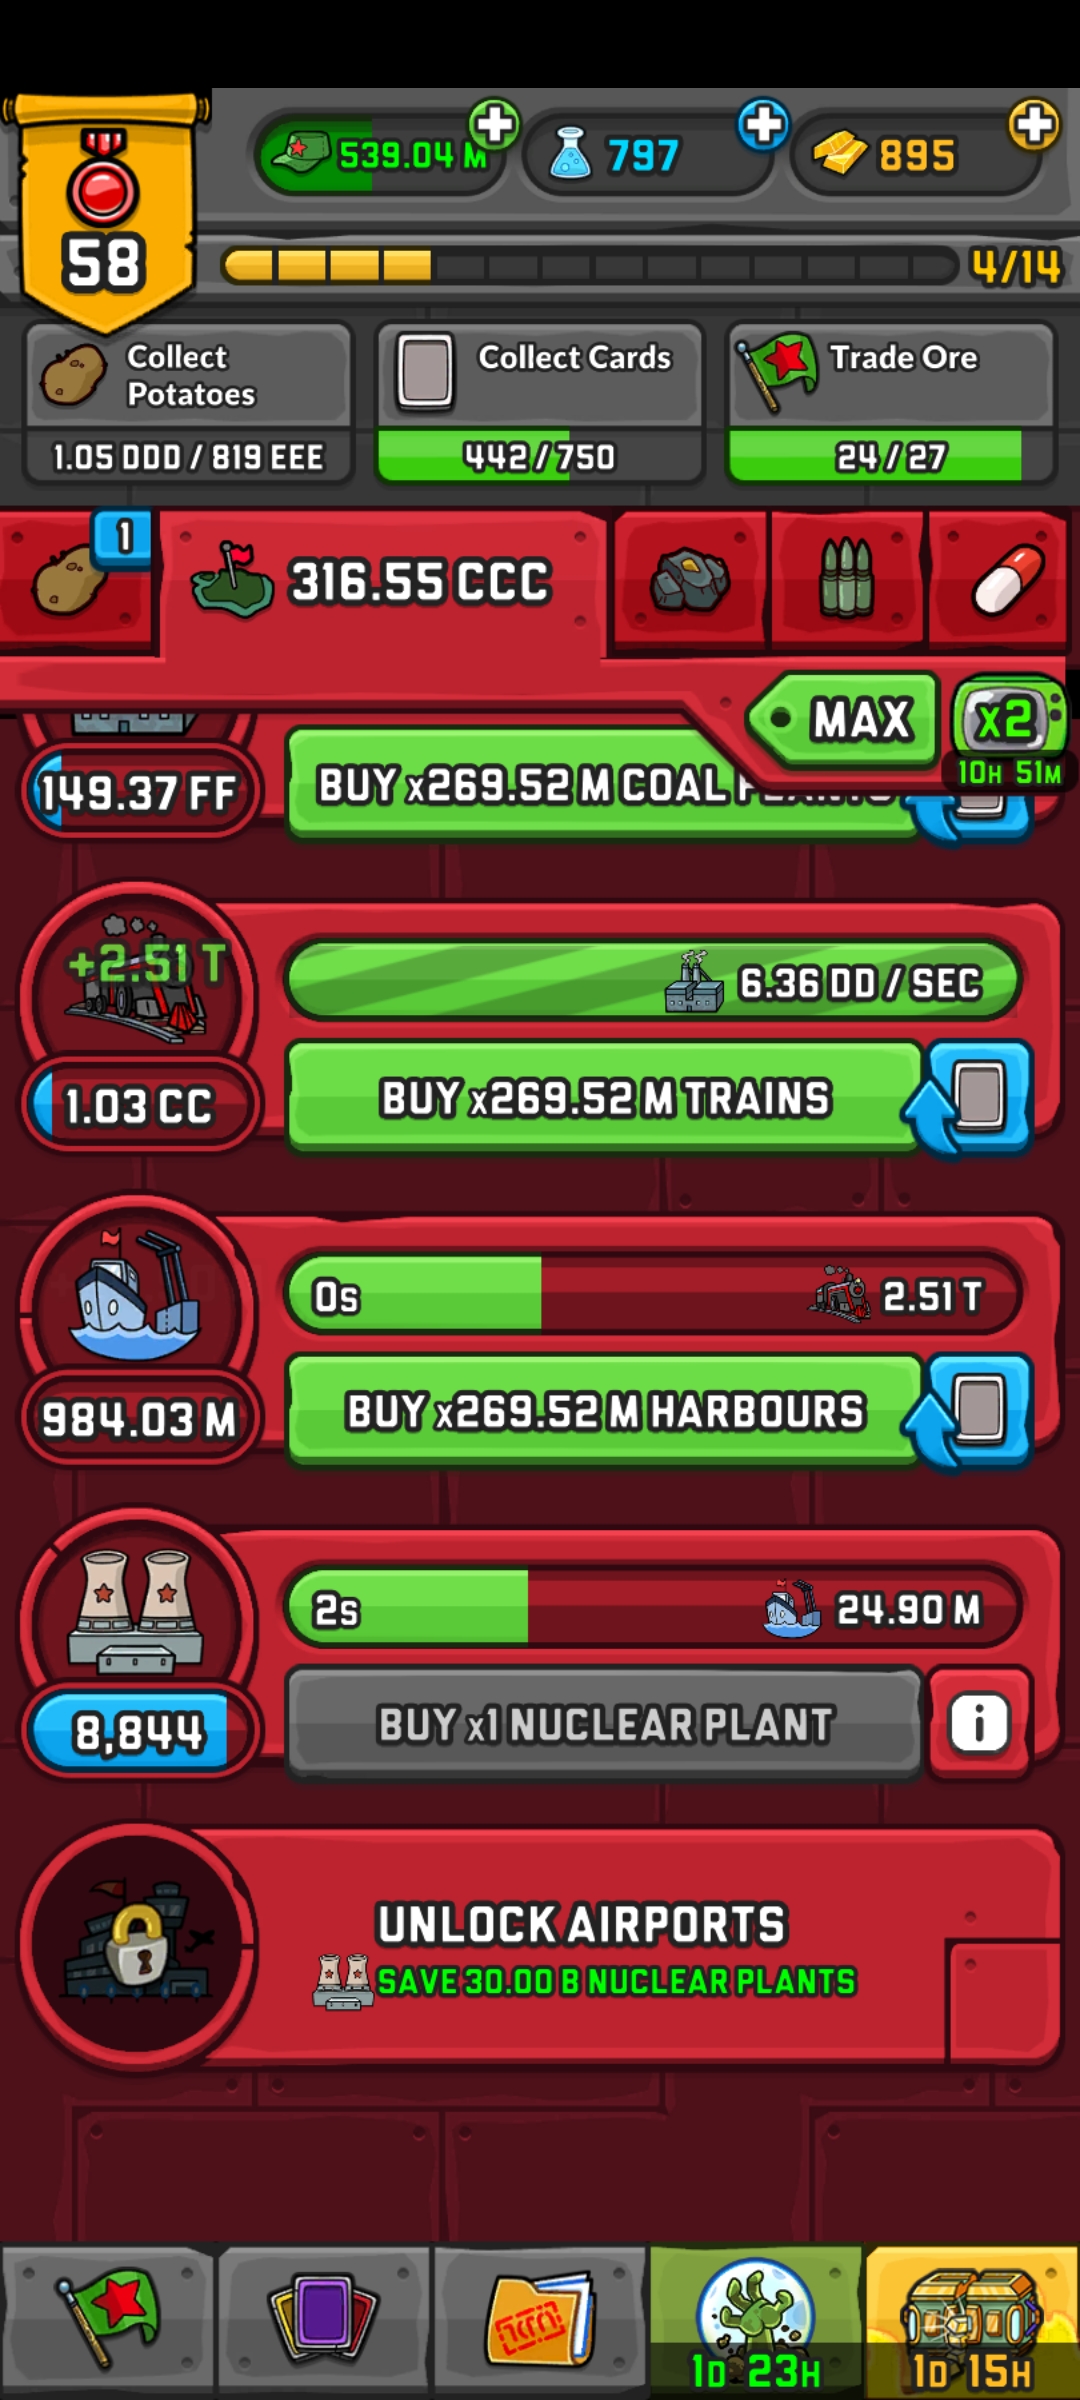 539.04 M
797
895
58
4/14
Collect
Potatoes
1.05 DDD / 819 EEE
Collect Cards
442/750
Trade Ore
24/27
1
316.55 CCC
MAX
x2
10H 51M
149.37 FF
BUY x269.52 M COAL PLANTS
+2.51 T
6.36 DD / SEC
1.03 CC
BUY x269.52 M TRAINS
0s
2.51 T
984.03 M
BUY x269.52 M HARBOURS
2s
24.90 M
8,844
BUY x1 NUCLEAR PLANT
i
UNLOCK AIRPORTS
SAVE 30.00 B NUCLEAR PLANTS
1D 23H
1D 15H